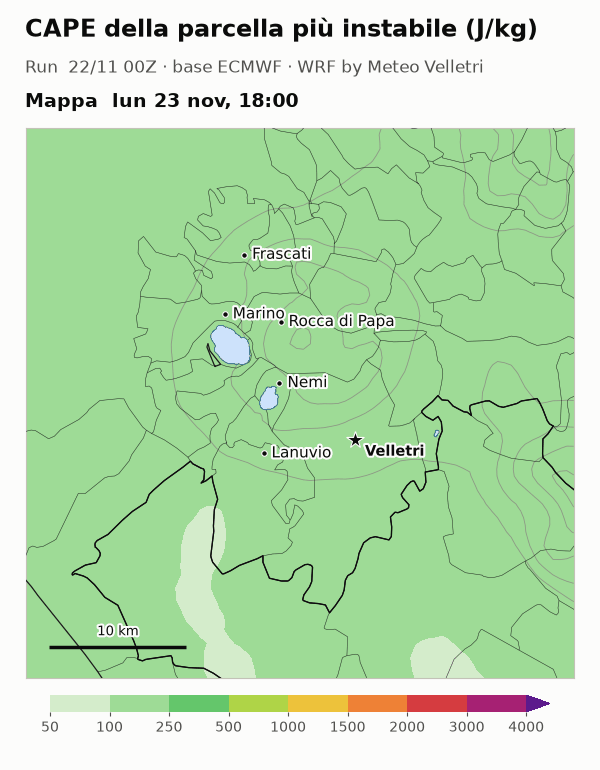 CAPE della parcella più instabile (J/kg)
Run  22/11 00Z · base ECMWF · WRF by Meteo Velletri
Mappa  lun 23 nov, 18:00
Frascati
Marino
Rocca di Papa
Nemi
Velletri
Lanuvio
10 km
50 100 250 500 1000 1500 2000 3000 4000